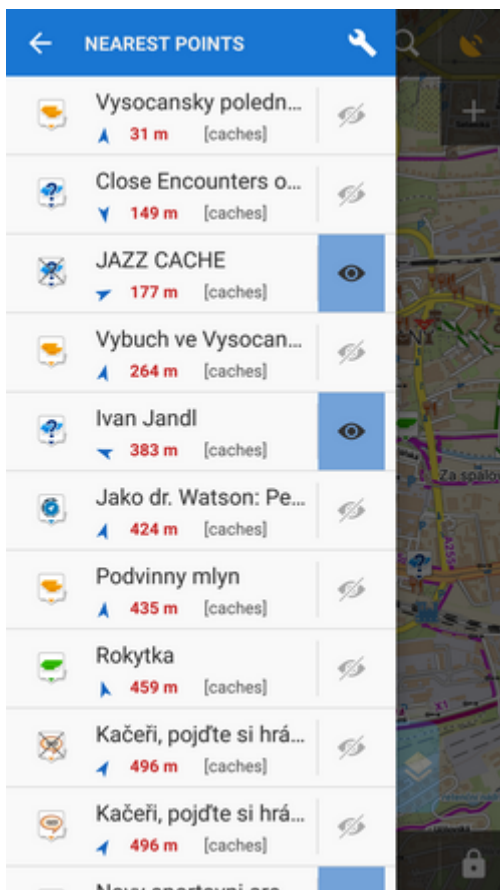 NEAREST POINTS
Vysocansky poledn...
31 m [caches]
Close Encounters o...
149 m [caches]
JAZZ CACHE
177 m [caches]
Vybuch ve Vysocan...
264 m [caches]
Ivan Jandl
383 m [caches]
Jako dr. Watson: Pe...
424 m [caches]
Podvinny mlyn
435 m [caches]
Rokytka
459 m [caches]
Kačeři, pojďte si hrá...
496 m [caches]
Kačeři, pojďte si hrá...
496 m [caches]
Za spalo
X1